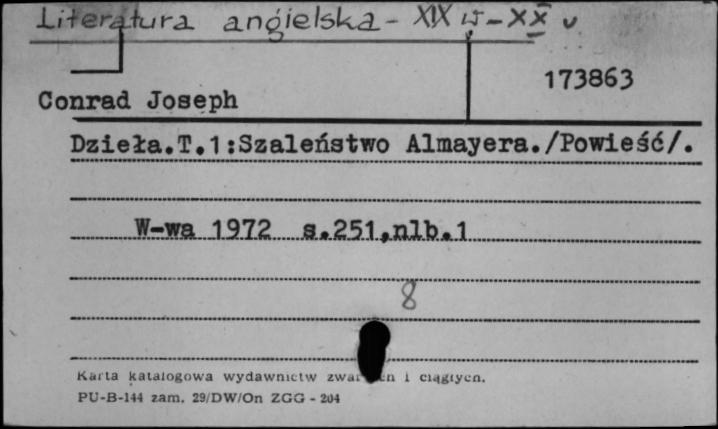 Literatura angielska - XIX w - XX v
173863
Conrad Joseph
Dzieła.T.1:Szaleństwo Almayera./Powieść/.
W-wa 1972 s.251,nlb.1
8
Karta katalogowa wydawnictw i ciągłych.
PU-B-144 zam. 29/DW/On ZGG - 204